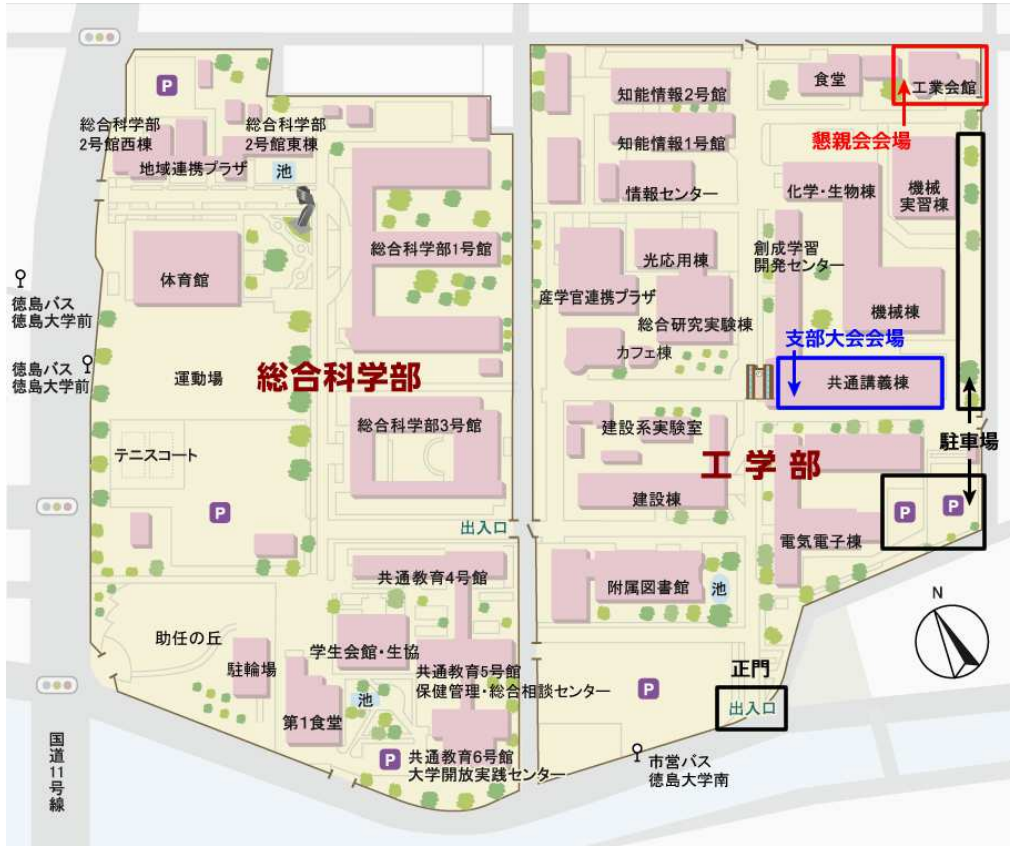 P
総合科学部
2号館西棟
総合科学部
2号館東棟
地域連携プラザ
池
体育館
総合科学部1号館
徳島バス
徳島大学前
徳島バス
徳島大学前
運動場
総合科学部
総合科学部3号館
テニスコート
P
出入口
共通教育4号館
助任の丘
学生会館・生協
駐輪場
共通教育5号館
保健管理・総合相談センター
池
第1食堂
P
共通教育6号館
大学開放実践センター
国道11号線
知能情報2号館
食堂
工業会館
懇親会会場
知能情報1号館
情報センター
化学・生物棟
機械
実習棟
光応用棟
創成学習
開発センター
産学官連携プラザ
総合研究実験棟
機械棟
カフェ棟
支部大会会場
共通講義棟
建設系実験室
駐車場
工学部
建設棟
P
P
電気電子棟
附属図書館
池
N
正門
P
出入口
市営バス
徳島大学南